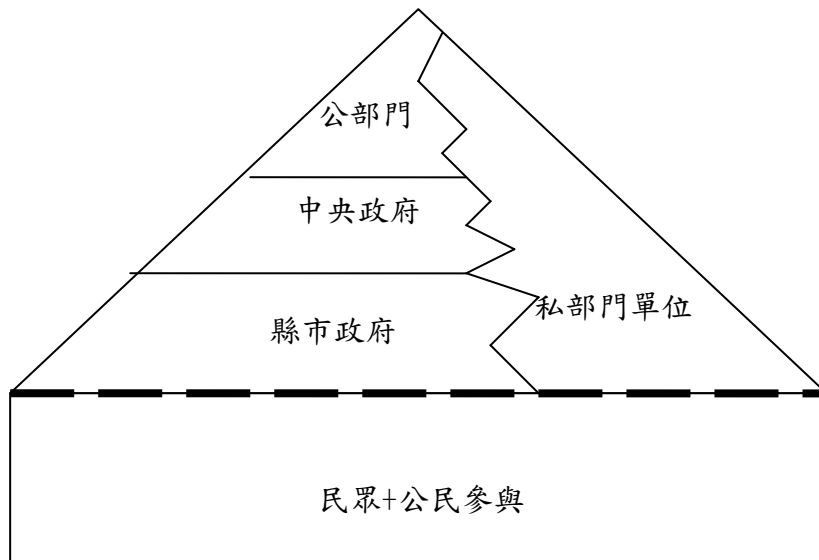 公部門
中央政府
縣市政府
私部門單位
民眾+公民參與